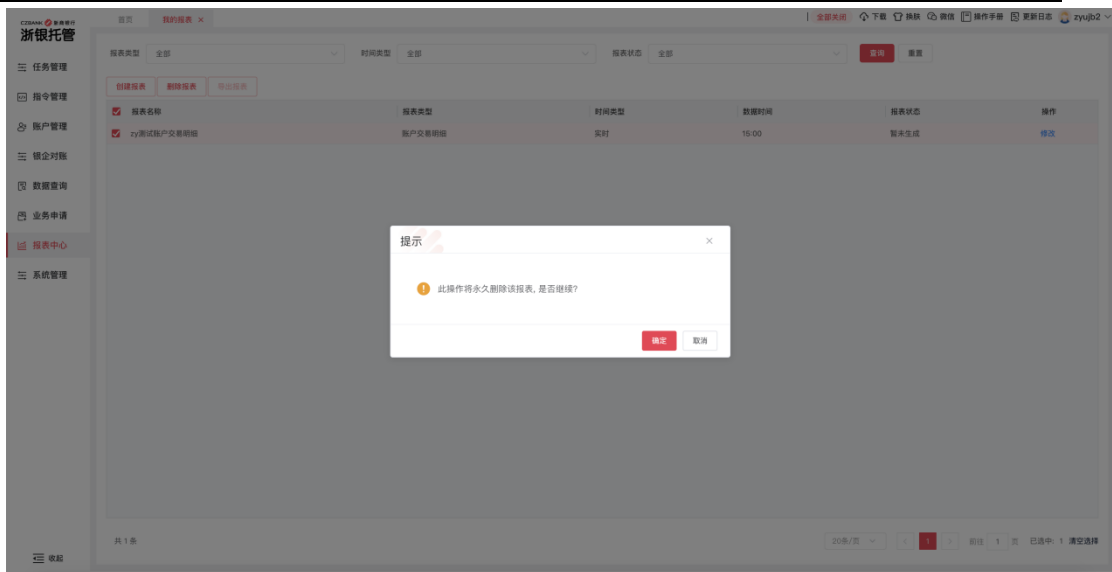 CZBANK 浙商银行
浙银托管
首页 我的报表 ×
全部关闭 下载 换肤 微信 操作手册 更新日志 zyujb2
任务管理
指令管理
账户管理
银企对账
数据查询
业务申请
报表中心
系统管理
收起
报表类型 全部 时间类型 全部 报表状态 全部 查询 重置
创建报表 删除报表 导出报表
报表名称 报表类型 时间类型 数据时间 报表状态 操作
zy测试账户交易明细 账户交易明细 实时 15:00 暂未生成 修改
提示 ×
此操作将永久删除该报表, 是否继续?
确定 取消
共 1 条 20条/页 < 1 > 前往 1 页 已选中: 1 清空选择